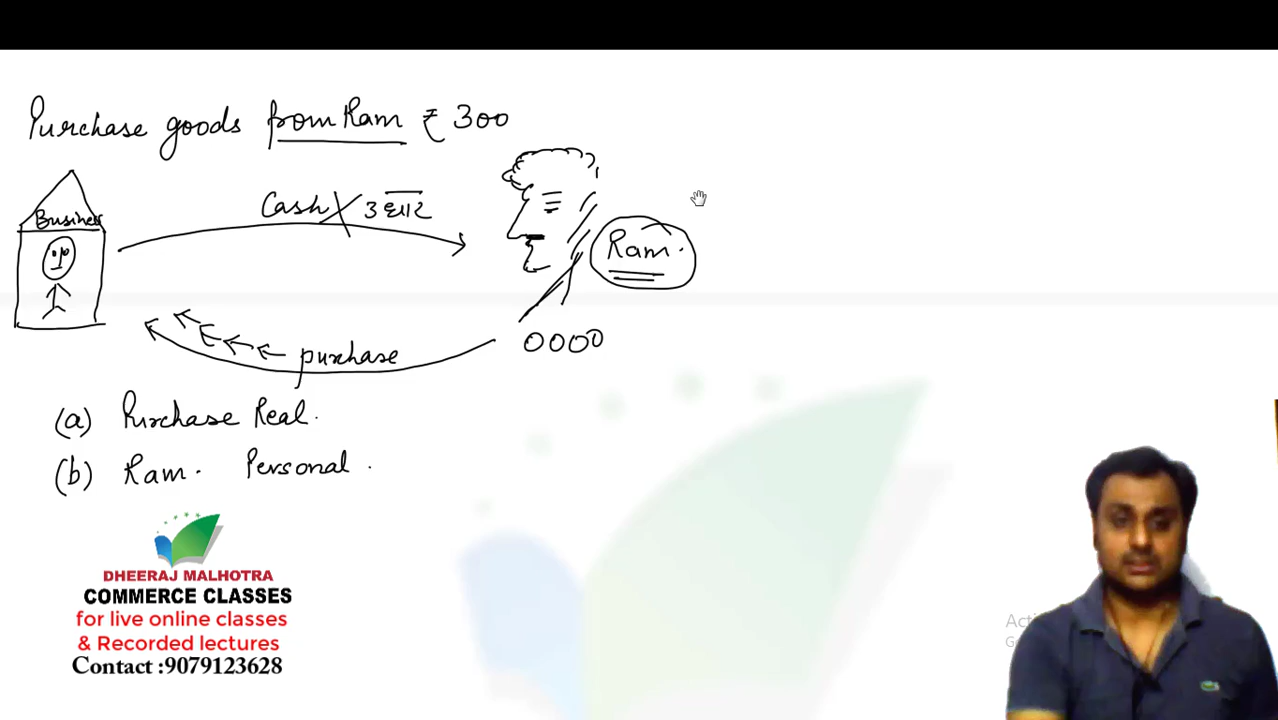 Purchase goods from Ram ₹ 300
Business
Cash उधार
Ram.
purchase
(a) Purchase Real.
(b) Ram. Personal.
DHEERAJ MALHOTRA
COMMERCE CLASSES
for live online classes
& Recorded lectures
Contact :9079123628